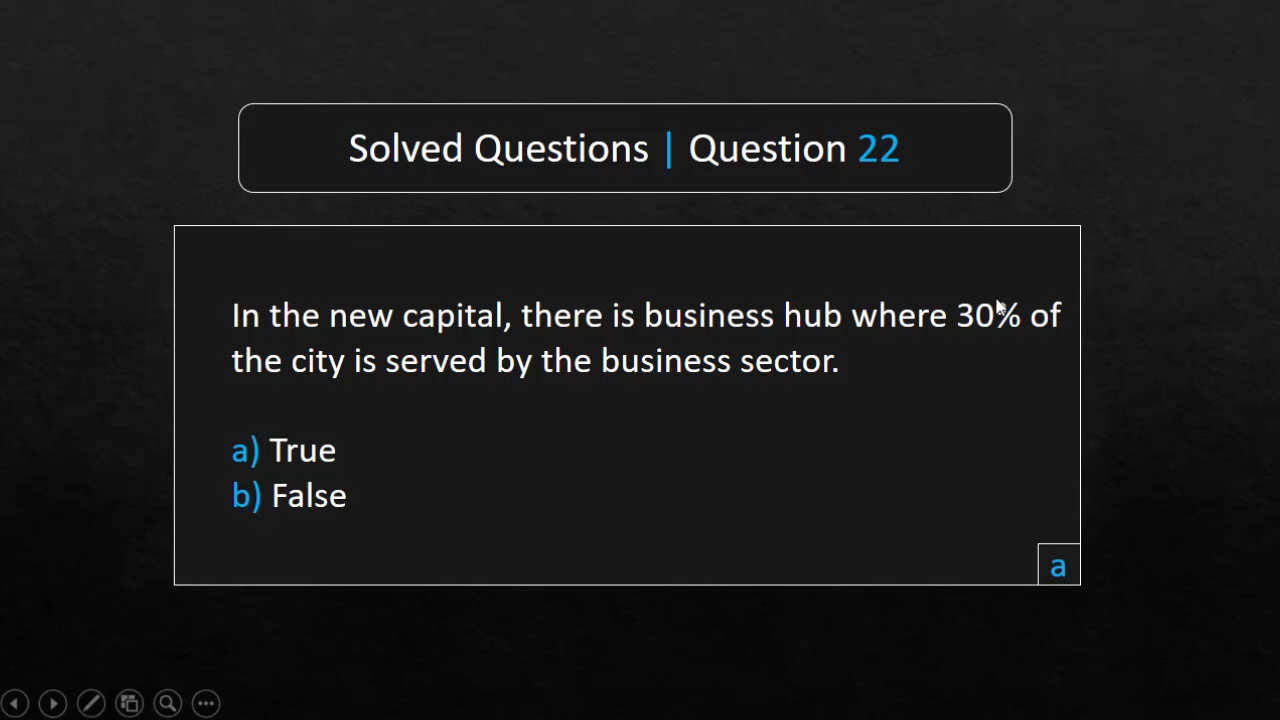 Solved Questions | Question 22
In the new capital, there is business hub where 30% of
the city is served by the business sector.
a) True
b) False
a